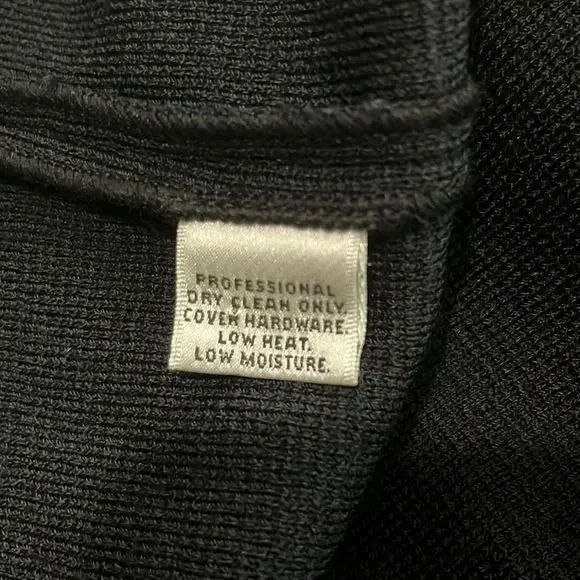 PROFESSIONAL
DRY CLEAN ONLY.
COVER HARDWARE.
LOW HEAT.
LOW MOISTURE.